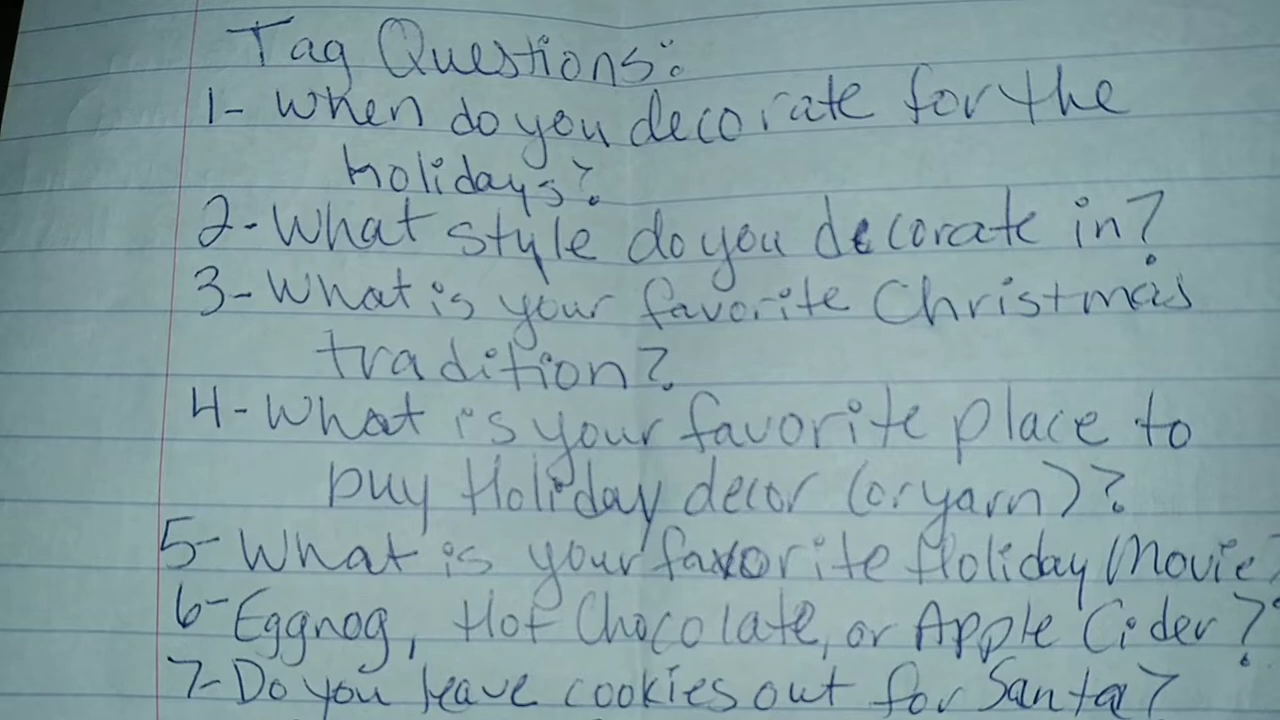 Tag Questions:
1- When do you decorate for the
holidays?
2- What style do you decorate in?
3- What is your favorite Christmas
tradition?
4- What is your favorite place to
buy Holiday decor (or yarn)?
5- What is your favorite Holiday Movie?
6- Eggnog, Hot Chocolate, or Apple Cider?
7- Do you leave cookies out for Santa?